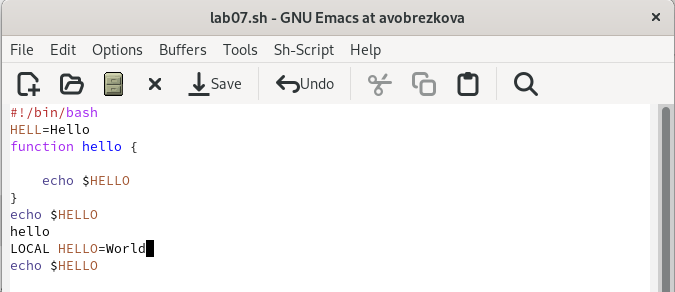 lab07.sh - GNU Emacs at avobrezkova
File Edit Options Buffers Tools Sh-Script Help
Save Undo
#!/bin/bash
HELL=Hello
function hello {
    echo $HELLO
}
echo $HELLO
hello
LOCAL HELLO=World
echo $HELLO